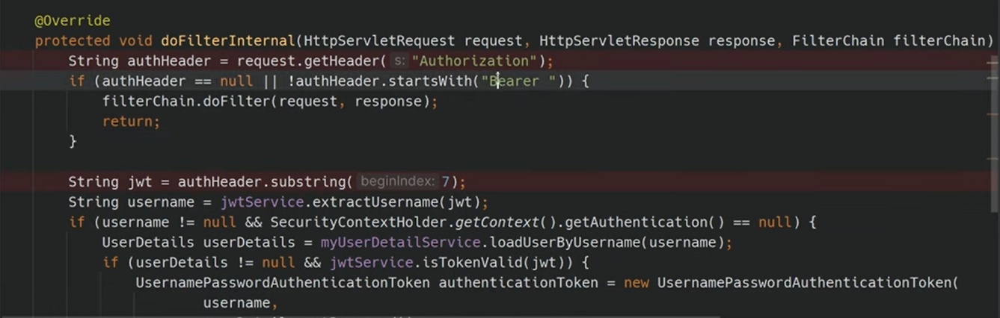 @Override
protected void doFilterInternal(HttpServletRequest request, HttpServletResponse response, FilterChain filterChain)
String authHeader = request.getHeader( s: "Authorization");
if (authHeader == null || !authHeader.startsWith("Bearer ")) {
filterChain.doFilter(request, response);
return;
}
String jwt = authHeader.substring( beginIndex: 7);
String username = jwtService.extractUsername(jwt);
if (username != null && SecurityContextHolder.getContext().getAuthentication() == null) {
UserDetails userDetails = myUserDetailService.loadUserByUsername(username);
if (userDetails != null && jwtService.isTokenValid(jwt)) {
UsernamePasswordAuthenticationToken authenticationToken = new UsernamePasswordAuthenticationToken(
username,